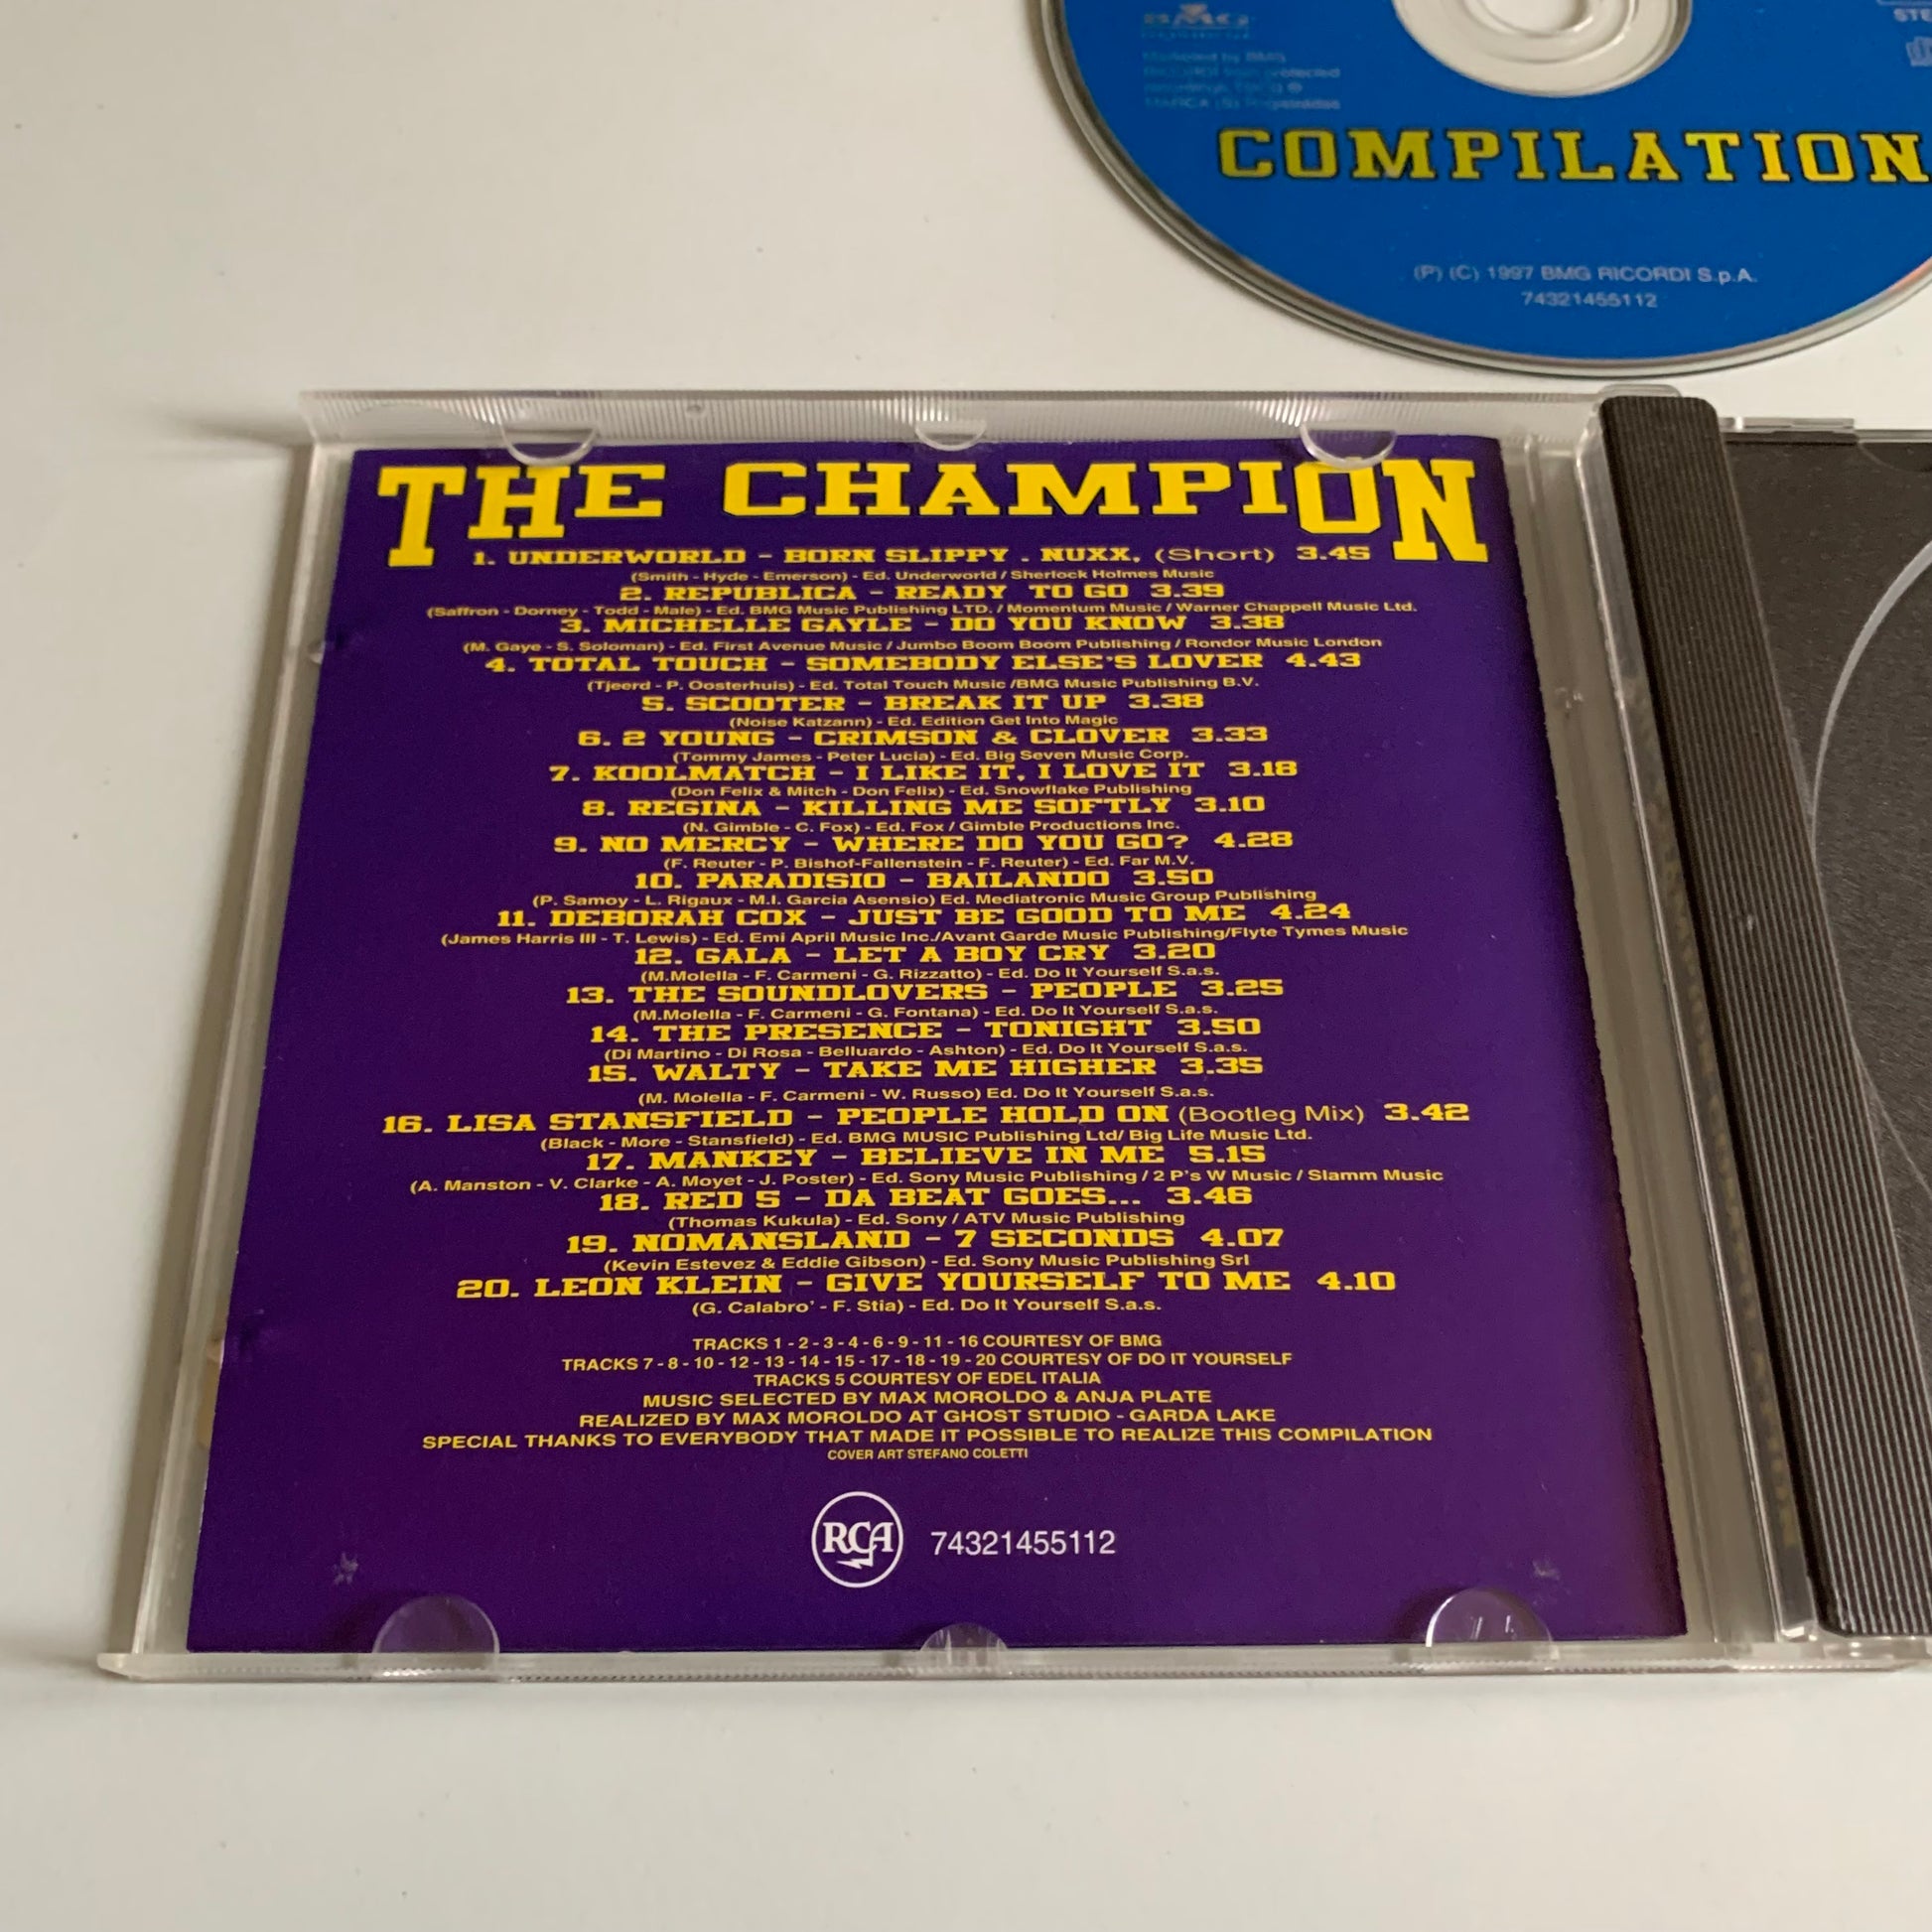 BMG
COMPILATION
(P) (C) 1997 BMG RICORDI S.p.A.
74321455112
THE CHAMPION
1. UNDERWORLD - BORN SLIPPY . NUXX. (Short) 3.45
(Smith - Hyde - Emerson) - Ed. Underworld / Sherlock Holmes Music
2. REPUBLICA - READY TO GO 3.39
(Saffron - Dorney - Todd - Male) - Ed. BMG Music Publishing LTD. / Momentum Music / Warner Chappell Music Ltd.
3. MICHELLE GAYLE - DO YOU KNOW 3.38
(M. Gaye - S. Soloman) - Ed. First Avenue Music / Jumbo Boom Boom Publishing / Rondor Music London
4. TOTAL TOUCH - SOMEBODY ELSE'S LOVER 4.43
(Tjeerd - P. Oosterhuis) - Ed. Total Touch Music /BMG Music Publishing B.V.
5. SCOOTER - BREAK IT UP 3.38
(Noise Katzann) - Ed. Edition Get Into Magic
6. 2 YOUNG - CRIMSON & CLOVER 3.33
(Tommy James - Peter Lucia) - Ed. Big Seven Music Corp.
7. KOOLMATCH - I LIKE IT, I LOVE IT 3.18
(Don Felix & Mitch - Don Felix) - Ed. Snowflake Publishing
8. REGINA - KILLING ME SOFTLY 3.10
(N. Gimble - C. Fox) - Ed. Fox / Gimble Productions Inc.
9. NO MERCY - WHERE DO YOU GO? 4.28
(F. Reuter - P. Bishof-Fallenstein - F. Reuter) - Ed. Far M.V.
10. PARADISIO - BAILANDO 3.50
(P. Samoy - L. Rigaux - M.I. Garcia Asensio) Ed. Mediatronic Music Group Publishing
11. DEBORAH COX - JUST BE GOOD TO ME 4.24
(James Harris III - T. Lewis) - Ed. Emi April Music Inc./Avant Garde Music Publishing/Flyte Tymes Music
12. GALA - LET A BOY CRY 3.20
(M.Molella - F. Carmeni - G. Rizzatto) - Ed. Do It Yourself S.a.s.
13. THE SOUNDLOVERS - PEOPLE 3.25
(M.Molella - F. Carmeni - G. Fontana) - Ed. Do It Yourself S.a.s.
14. THE PRESENCE - TONIGHT 3.50
(Di Martino - Di Rosa - Belluardo - Ashton) - Ed. Do It Yourself S.a.s.
15. WALTY - TAKE ME HIGHER 3.35
(M. Molella - F. Carmeni - W. Russo) Ed. Do It Yourself S.a.s.
16. LISA STANSFIELD - PEOPLE HOLD ON (Bootleg Mix) 3.42
(Black - More - Stansfield) - Ed. BMG MUSIC Publishing Ltd/ Big Life Music Ltd.
17. MANKEY - BELIEVE IN ME 5.15
(A. Manston - V. Clarke - A. Moyet - J. Poster) - Ed. Sony Music Publishing / 2 P's W Music / Slamm Music
18. RED 5 - DA BEAT GOES... 3.46
(Thomas Kukula) - Ed. Sony / ATV Music Publishing
19. NOMANSLAND - 7 SECONDS 4.07
(Kevin Estevez & Eddie Gibson) - Ed. Sony Music Publishing Srl
20. LEON KLEIN - GIVE YOURSELF TO ME 4.10
(G. Calabro' - F. Stia) - Ed. Do It Yourself S.a.s.
TRACKS 1 - 2 - 3 - 4 - 6 - 9 - 11 - 16 COURTESY OF BMG
TRACKS 7 - 8 - 10 - 12 - 13 - 14 - 15 - 17 - 18 - 19 - 20 COURTESY OF DO IT YOURSELF
TRACKS 5 COURTESY OF EDEL ITALIA
MUSIC SELECTED BY MAX MOROLDO & ANJA PLATE
REALIZED BY MAX MOROLDO AT GHOST STUDIO - GARDA LAKE
SPECIAL THANKS TO EVERYBODY THAT MADE IT POSSIBLE TO REALIZE THIS COMPILATION
COVER ART STEFANO COLETTI
RCA 74321455112